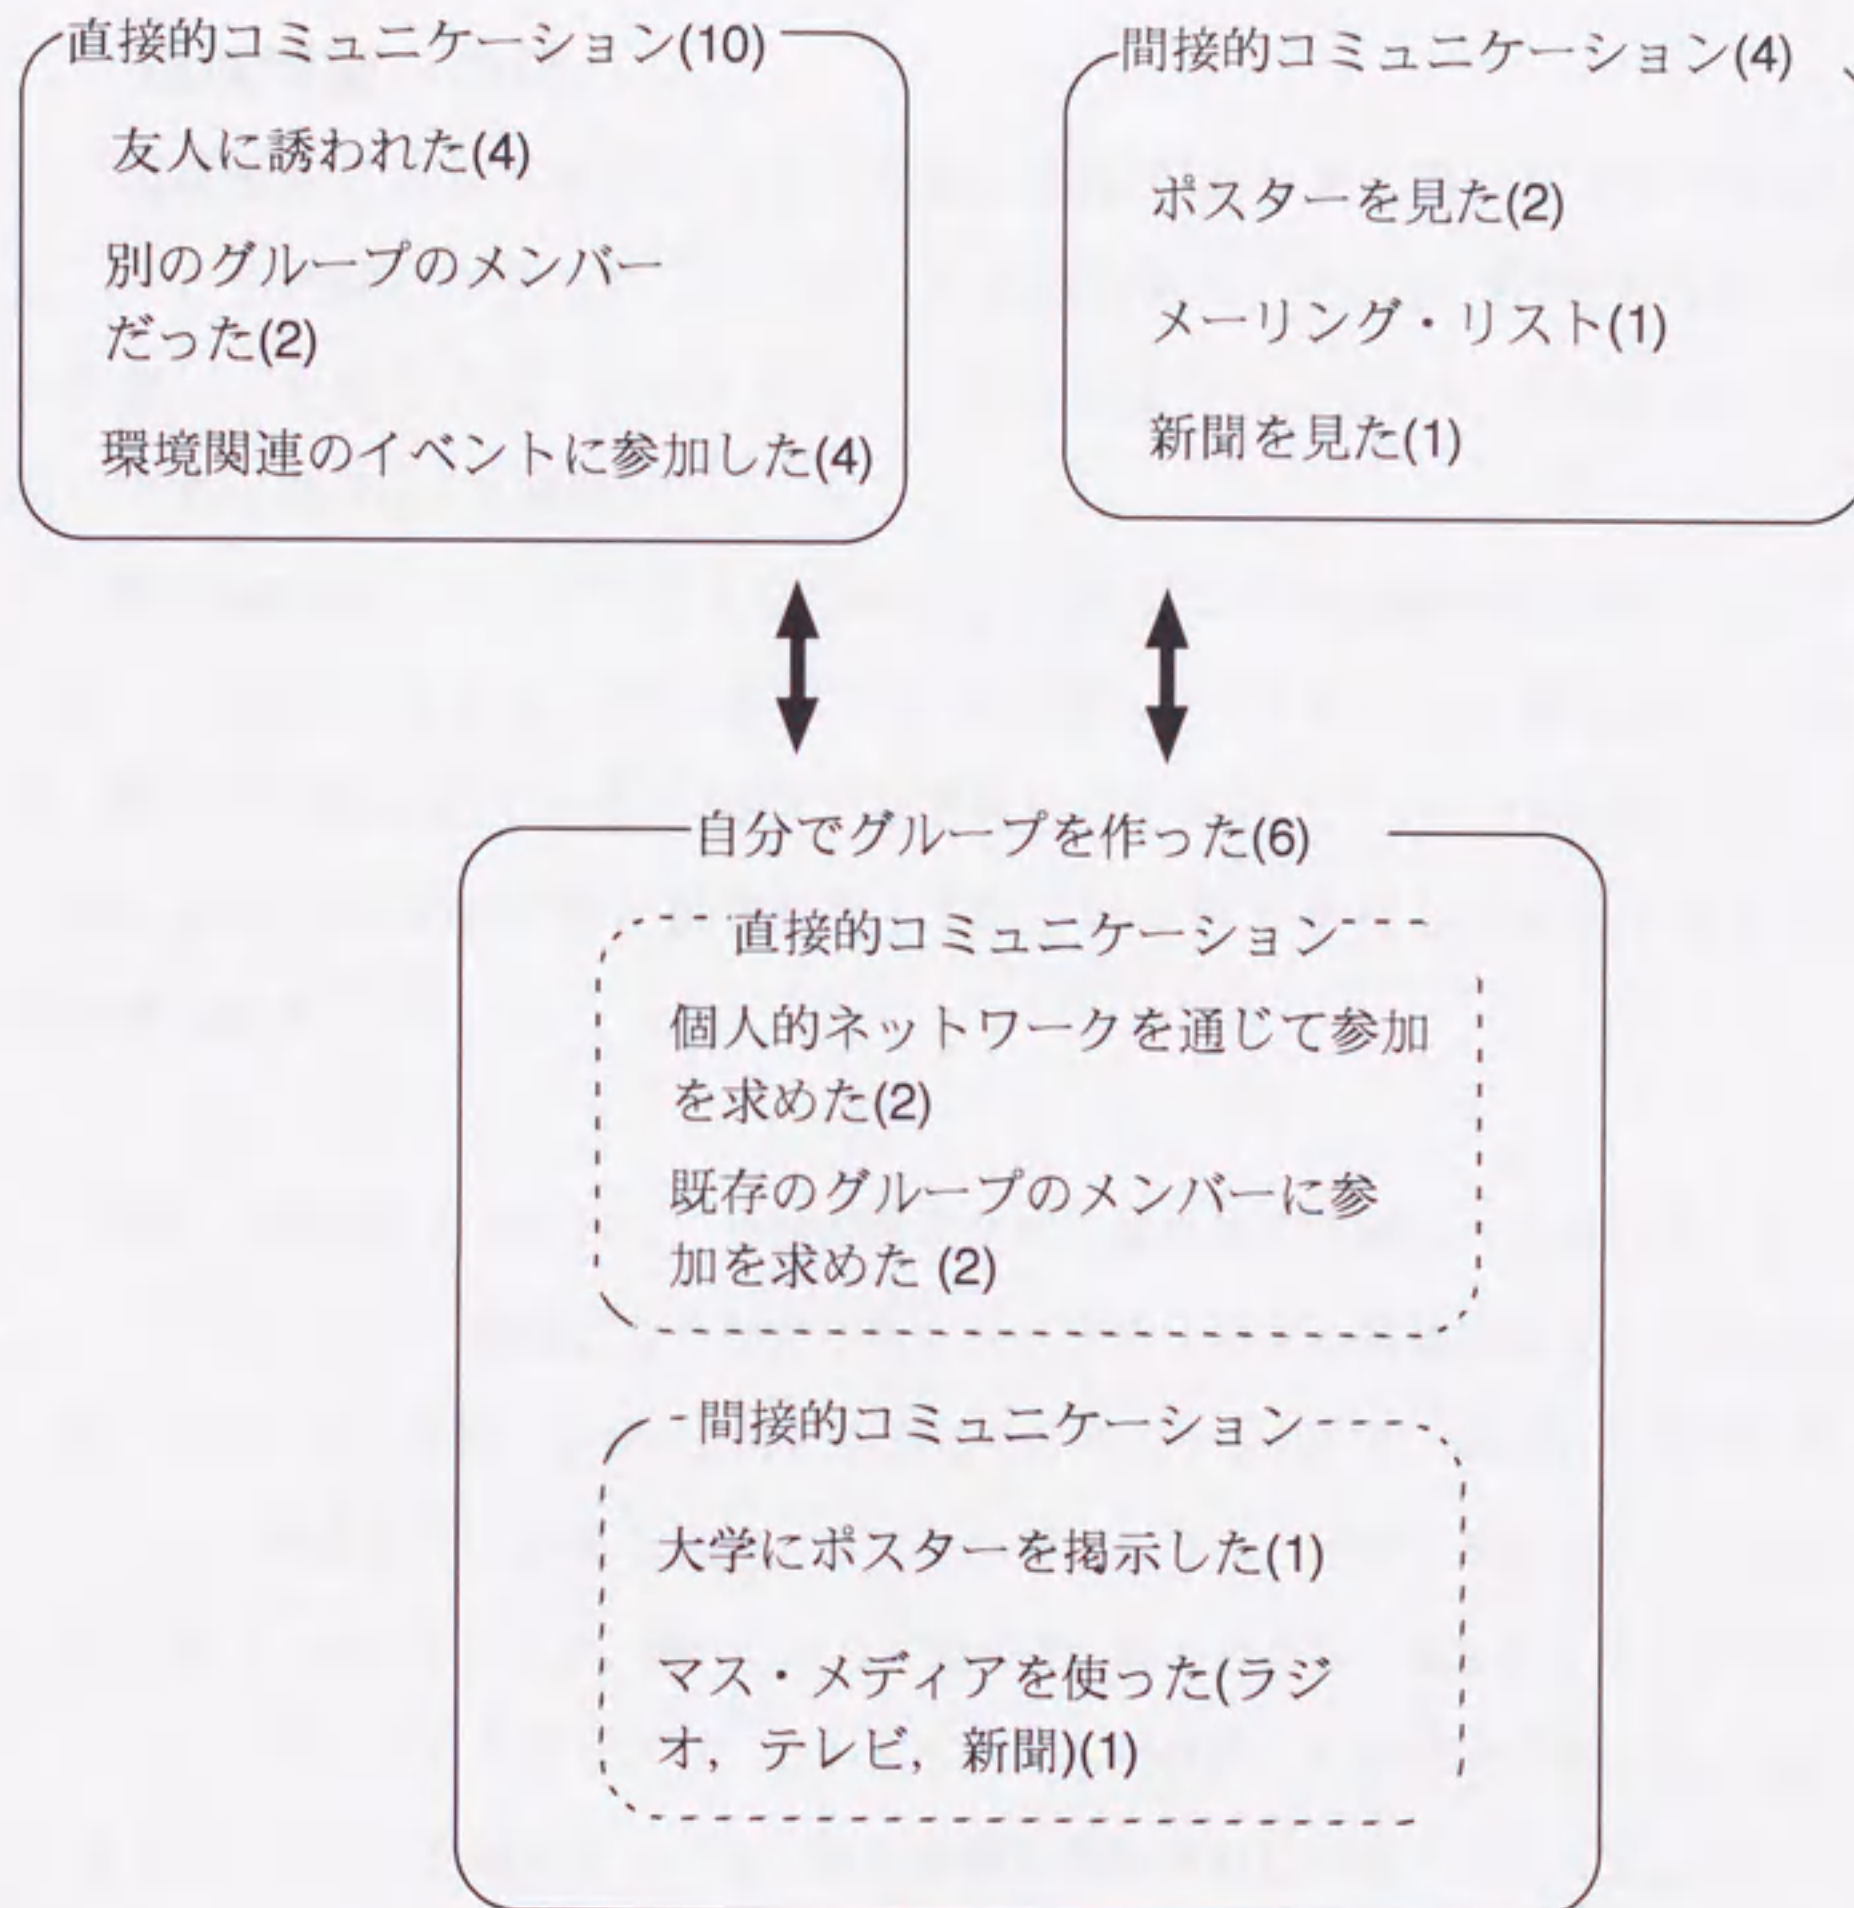 直接的コミュニケーション(10)
友人に誘われた(4)
別のグループのメンバー
だった(2)
環境関連のイベントに参加した(4)
間接的コミュニケーション(4)
ポスターを見た(2)
メーリング・リスト(1)
新聞を見た(1)
自分でグループを作った(6)
直接的コミュニケーション
個人的ネットワークを通じて参加
を求めた(2)
既存のグループのメンバーに参
加を求めた (2)
間接的コミュニケーション
大学にポスターを掲示した(1)
マス・メディアを使った(ラジ
オ，テレビ，新聞)(1)